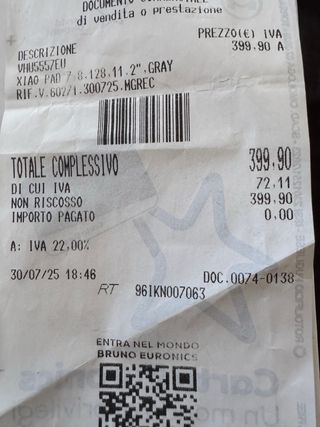 DOCUMENTO COMMERCIALE
di vendita o prestazione
DESCRIZIONE PREZZO(€) IVA
VHU5557EU 399.90 A
XIAO PAD 7 8.128.11.2".GRAY
RIF.V.602/1.300725.MGREC
TOTALE COMPLESSIVO 399.90
DI CUI IVA 72.11
NON RISCOSSO 399.90
IMPORTO PAGATO 0.00
A: IVA 22.00%
30/07/25 18:46 DOC.0074-0138
RT 96IKN007063
ENTRA NEL MONDO
BRUNO EURONICS